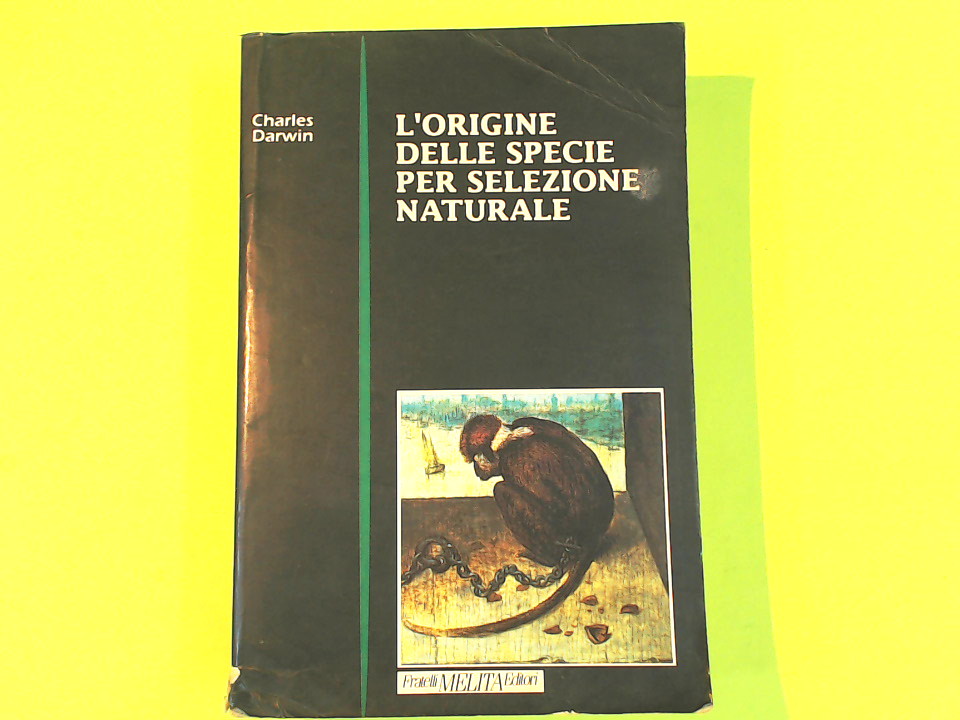 Charles
Darwin
L'ORIGINE
DELLE SPECIE
PER SELEZIONE
NATURALE
Fratelli MELITA Editori